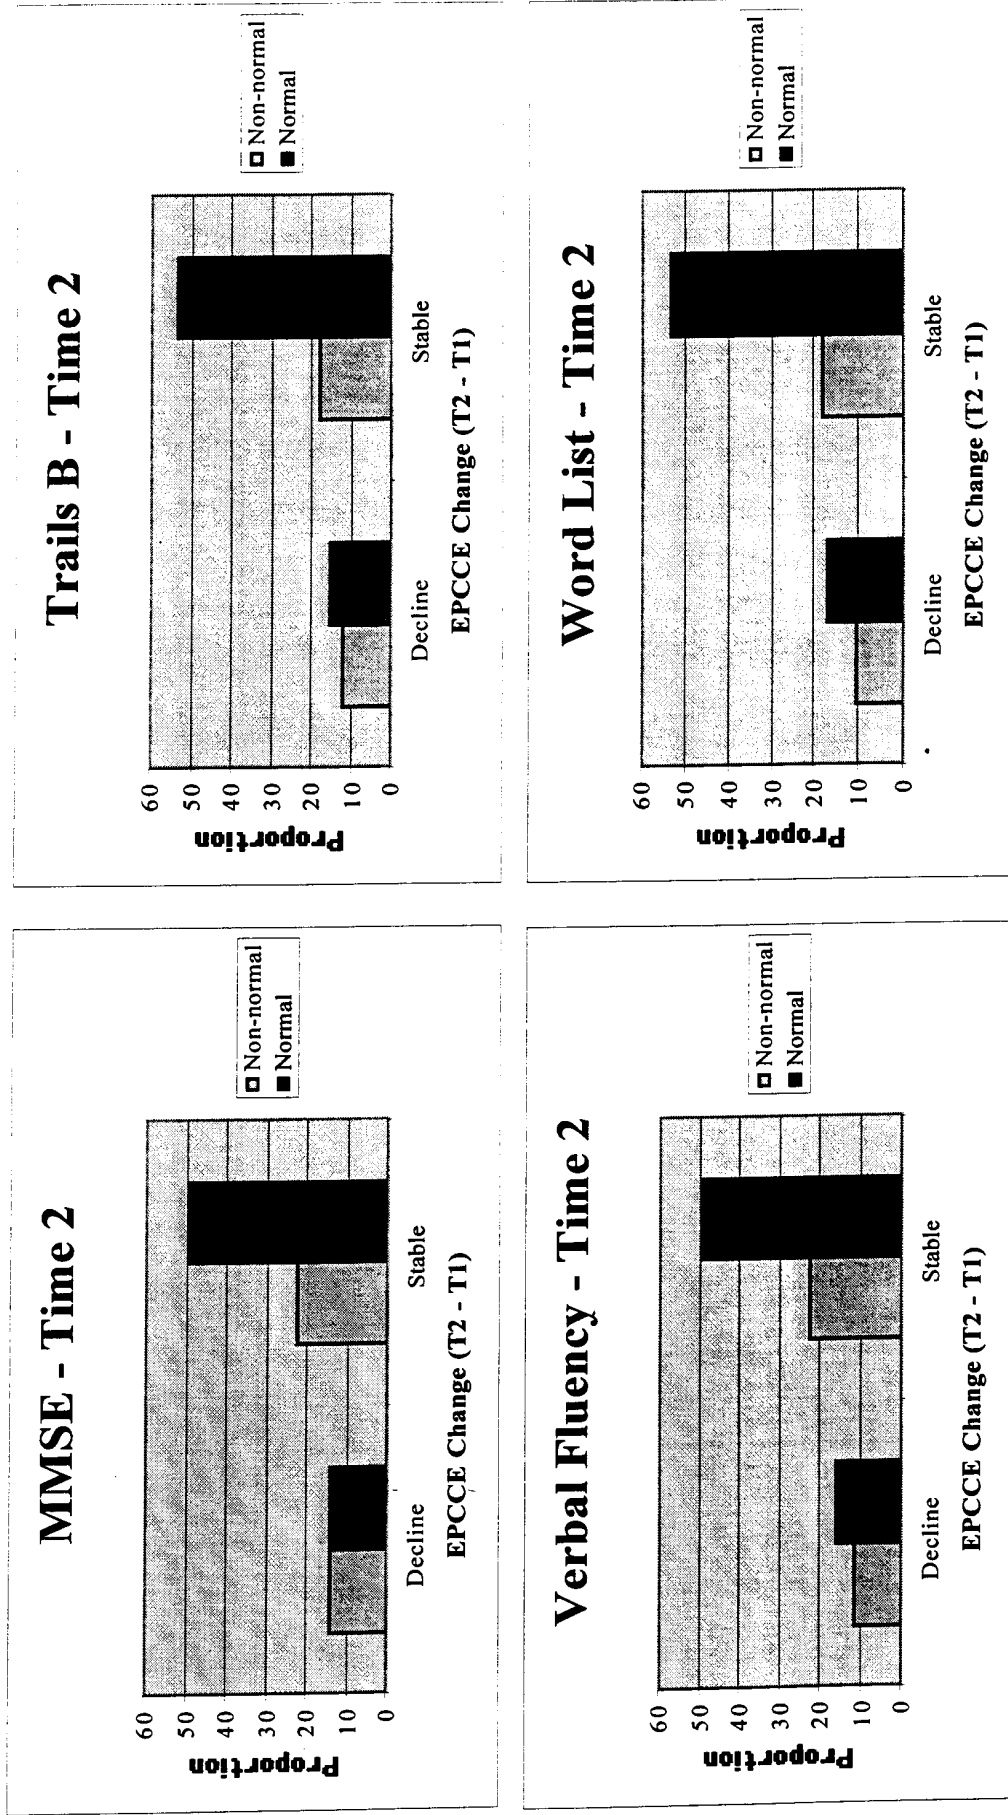 MMSE - Time 2
Proportion
60
50
40
30
20
10
0
Decline
Stable
EPCCE Change (T2 - T1)
Non-normal
Normal
Trails B - Time 2
Proportion
60
50
40
30
20
10
0
Decline
Stable
EPCCE Change (T2 - T1)
Non-normal
Normal
Verbal Fluency - Time 2
Proportion
60
50
40
30
20
10
0
Decline
Stable
EPCCE Change (T2 - T1)
Non-normal
Normal
Word List - Time 2
Proportion
60
50
40
30
20
10
0
Decline
Stable
EPCCE Change (T2 - T1)
Non-normal
Normal